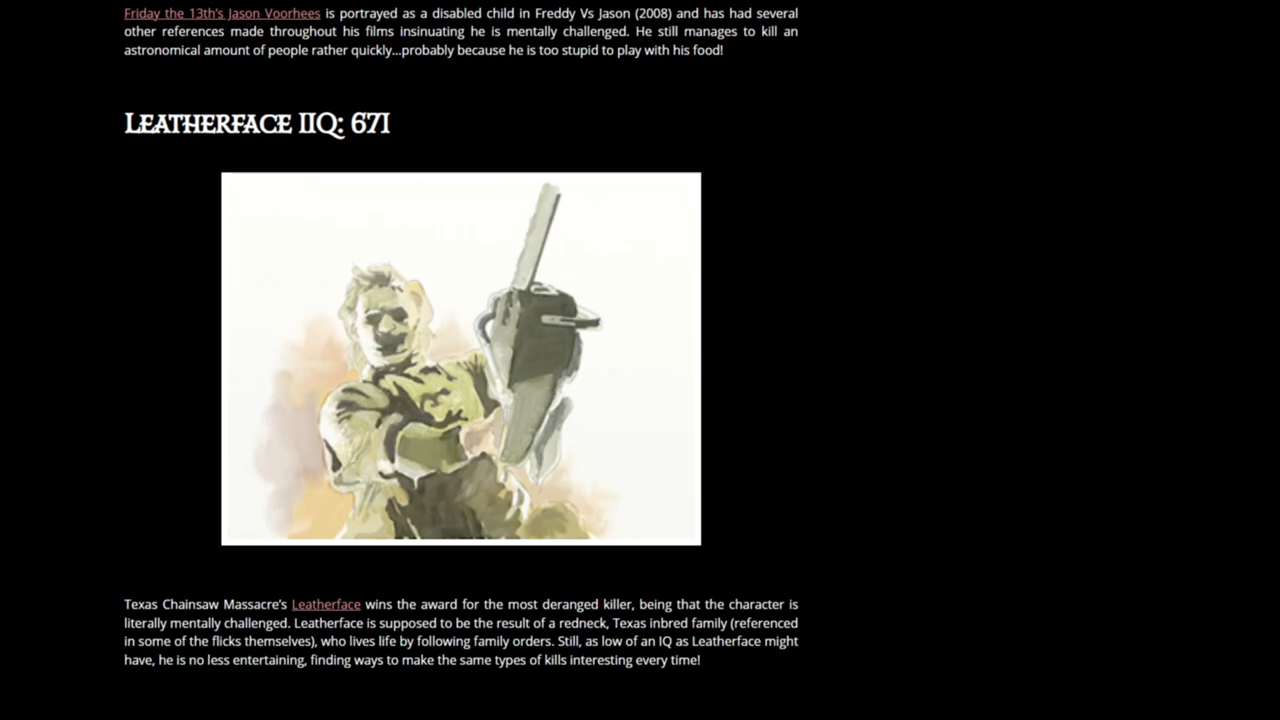 Friday the 13th's Jason Voorhees is portrayed as a disabled child in Freddy Vs Jason (2008) and has had several
other references made throughout his films insinuating he is mentally challenged. He still manages to kill an
astronomical amount of people rather quickly...probably because he is too stupid to play with his food!
Leatherface [IQ: 67]
Texas Chainsaw Massacre's Leatherface wins the award for the most deranged killer, being that the character is
literally mentally challenged. Leatherface is supposed to be the result of a redneck, Texas inbred family (referenced
in some of the flicks themselves), who lives life by following family orders. Still, as low of an IQ as Leatherface might
have, he is no less entertaining, finding ways to make the same types of kills interesting every time!